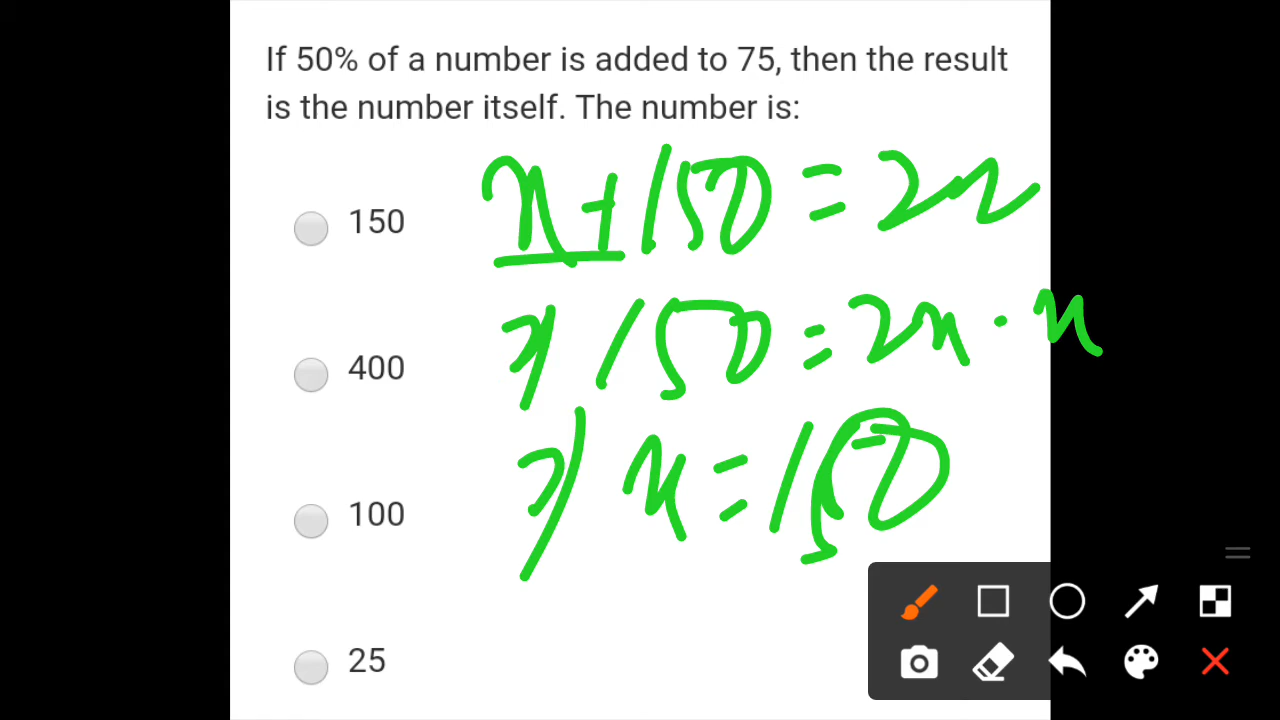 If 50% of a number is added to 75, then the result
is the number itself. The number is:
x+150=2x
150
⇒ 150=2x-x
400
⇒ x=150
100
25